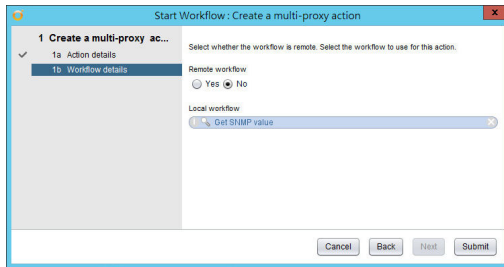 Start Workflow : Create a multi-proxy action
x
1 Create a multi-proxy ac...
1a Action details
1b Workflow details
Select whether the workflow is remote. Select the workflow to use for this action.
Remote workflow
Yes No
Local workflow
Get SNMP value
Cancel Back Next Submit